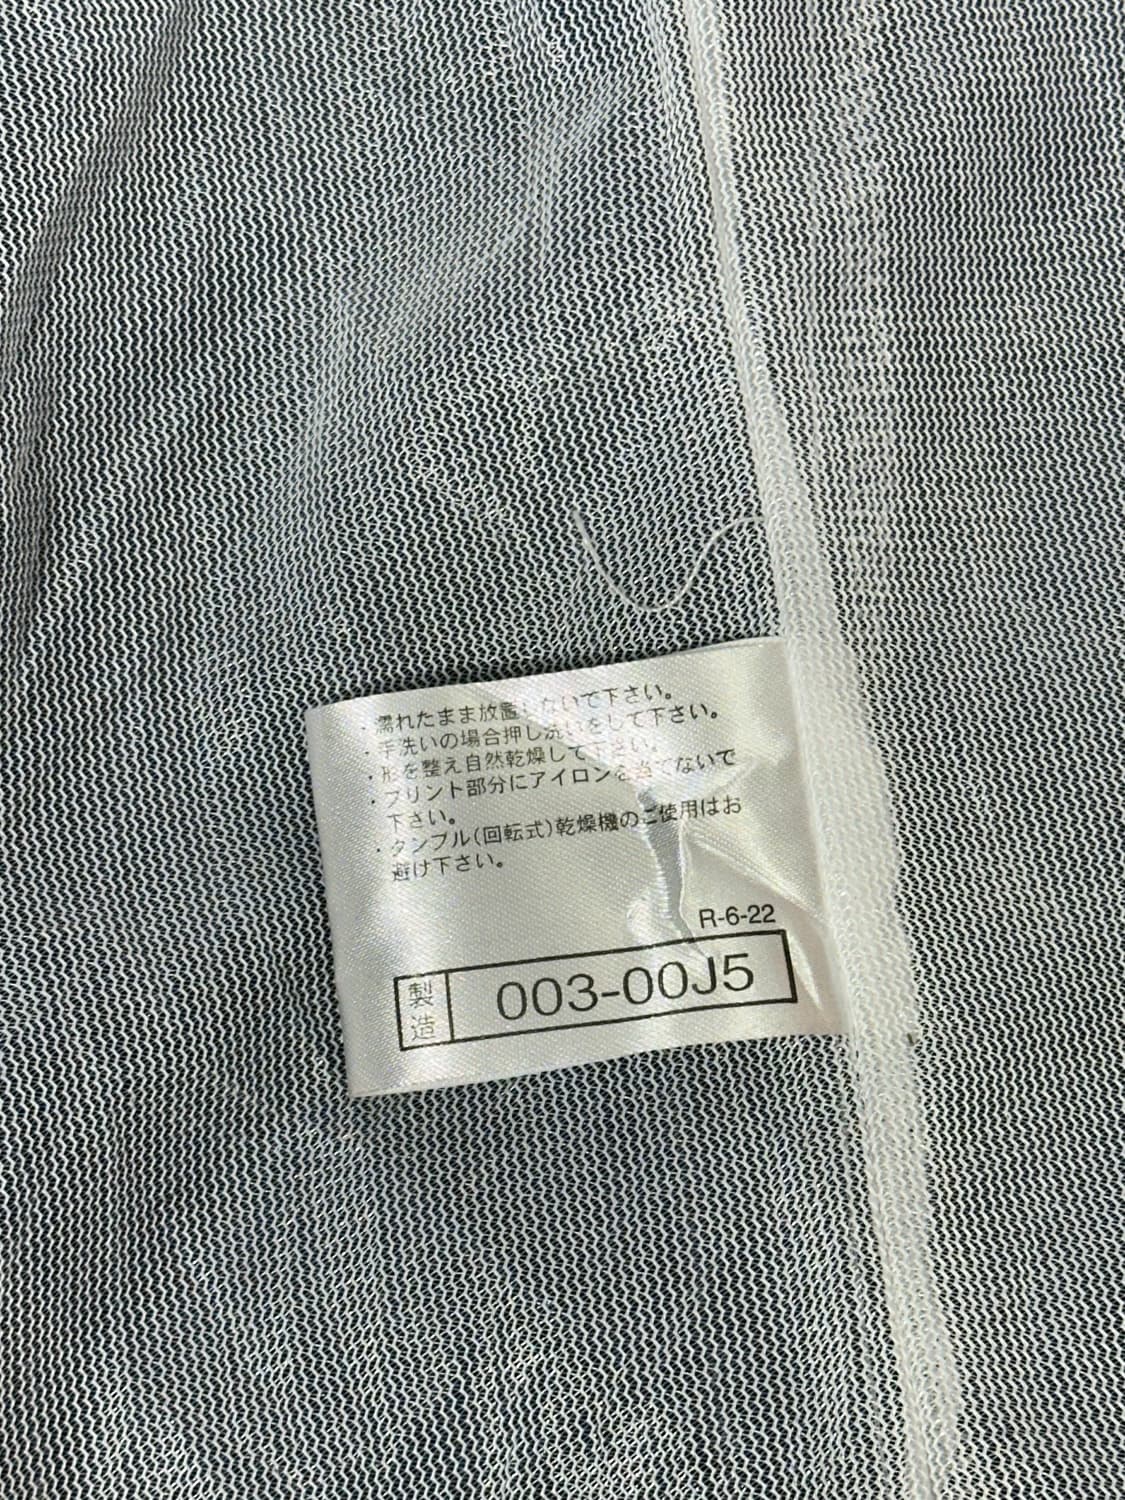 ・濡れたまま放置しないで下さい。
・手洗いの場合押し洗いをして下さい。
・形を整え自然乾燥して下さい。
・プリント部分にアイロンを当てないで
下さい。
・タンブル(回転式)乾燥機のご使用はお
避け下さい。
R-6-22
製造 003-00J5